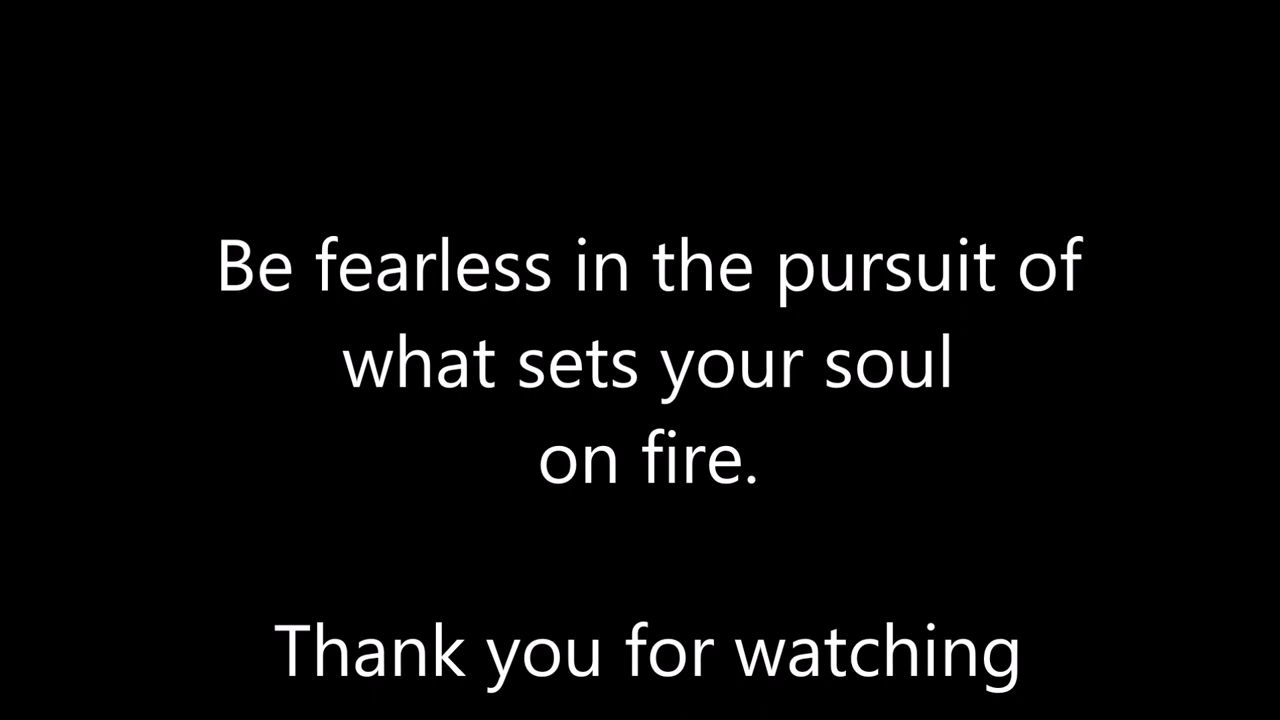 Be fearless in the pursuit of
what sets your soul
on fire.
Thank you for watching